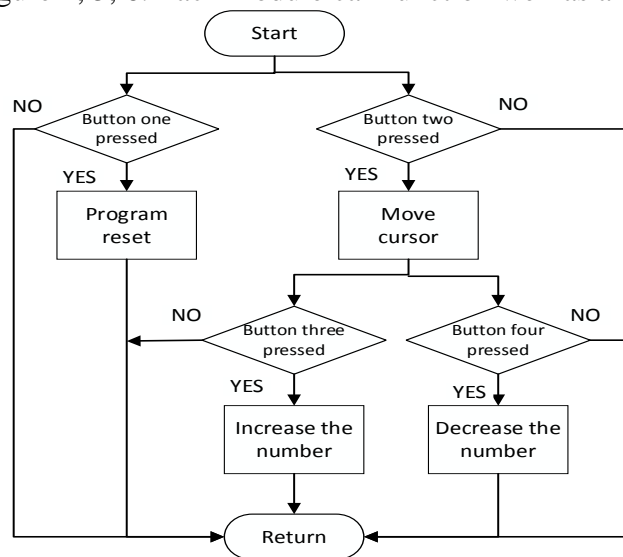 Start
NO
NO
Button one
pressed
Button two
pressed
YES
YES
Program
reset
Move
cursor
NO
NO
Button three
pressed
Button four
pressed
YES
YES
Increase the
number
Decrease the
number
Return